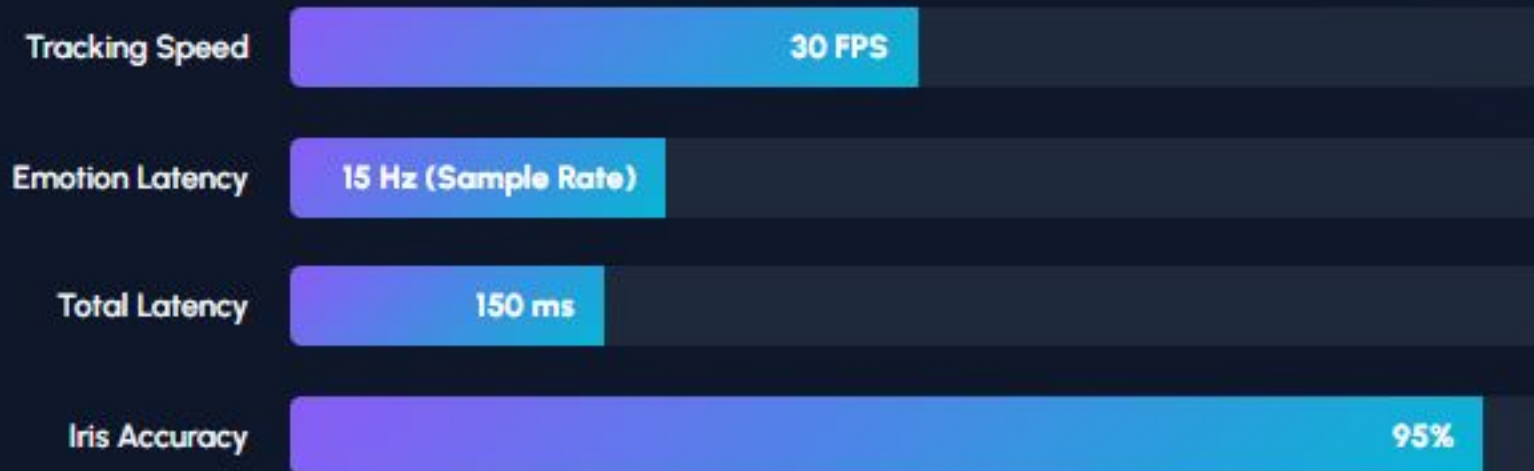 Tracking Speed 30 FPS
Emotion Latency 15 Hz (Sample Rate)
Total Latency 150 ms
Iris Accuracy 95%